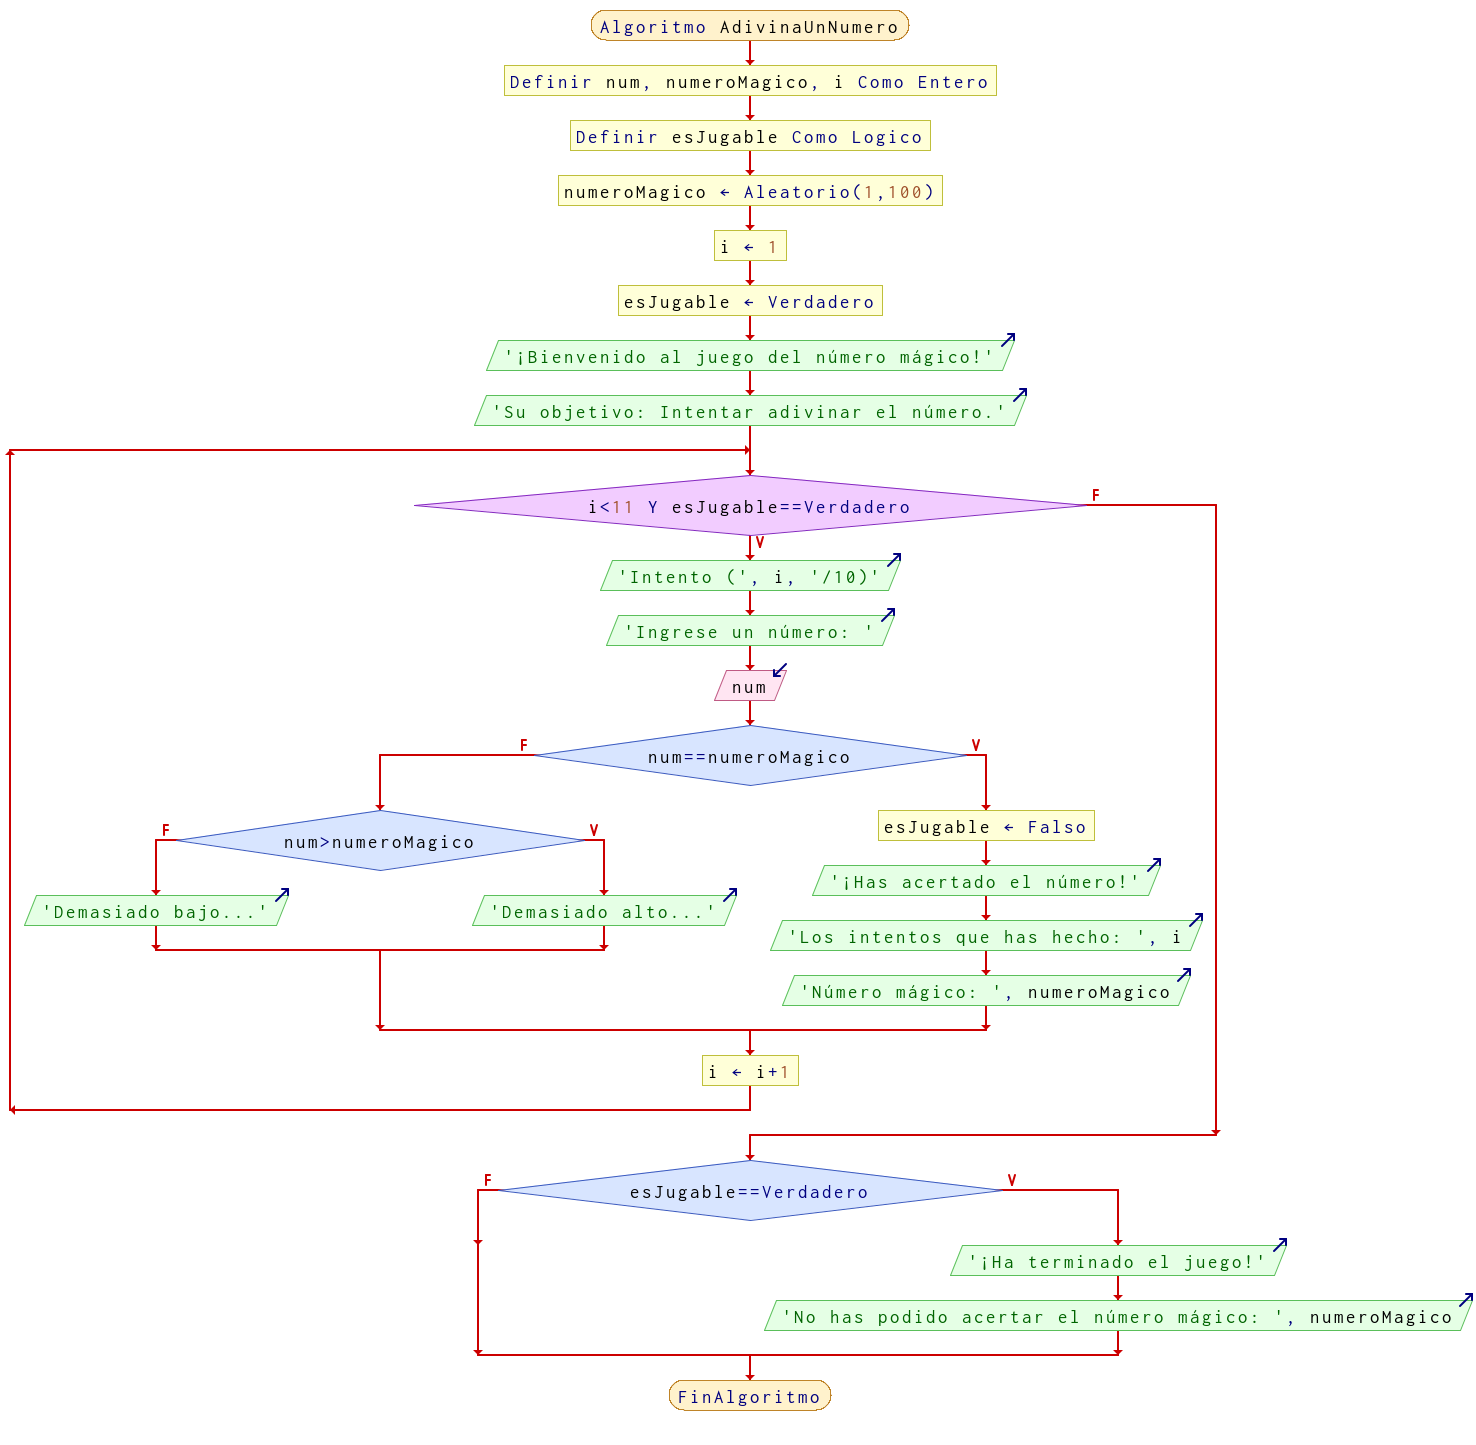 Algoritmo AdivinaUnNumero
Definir num, numeroMagico, i Como Entero
Definir esJugable Como Logico
numeroMagico ← Aleatorio(1,100)
i ← 1
esJugable ← Verdadero
'¡Bienvenido al juego del número mágico!'
'Su objetivo: Intentar adivinar el número.'
i<11 Y esJugable==Verdadero
F
V
'Intento (', i, '/10)'
'Ingrese un número: '
num
F
num==numeroMagico
V
F
num>numeroMagico
V
esJugable ← Falso
'¡Has acertado el número!'
'Demasiado bajo...'
'Demasiado alto...'
'Los intentos que has hecho: ', i
'Número mágico: ', numeroMagico
i ← i+1
F
esJugable==Verdadero
V
'¡Ha terminado el juego!'
'No has podido acertar el número mágico: ', numeroMagico
FinAlgoritmo